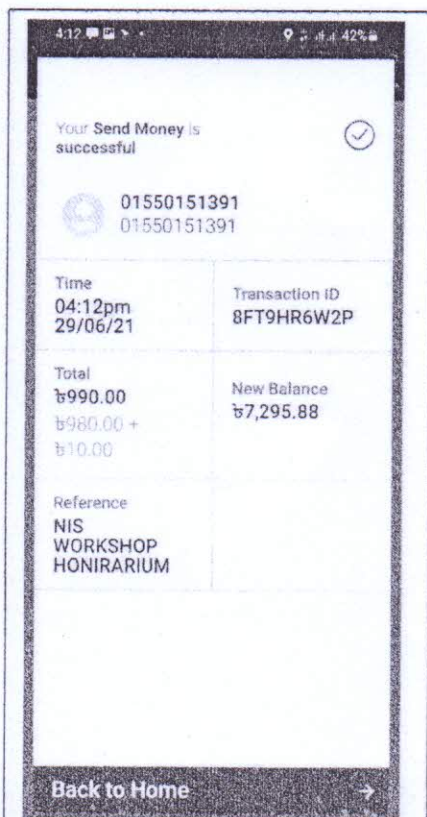 4:12
42%
Your Send Money is
successful
01550151391
01550151391
Time
04:12pm
29/06/21
Transaction ID
8FT9HR6W2P
Total
৳990.00
৳980.00 +
৳10.00
New Balance
৳7,295.88
Reference
NIS
WORKSHOP
HONIRARIUM
Back to Home